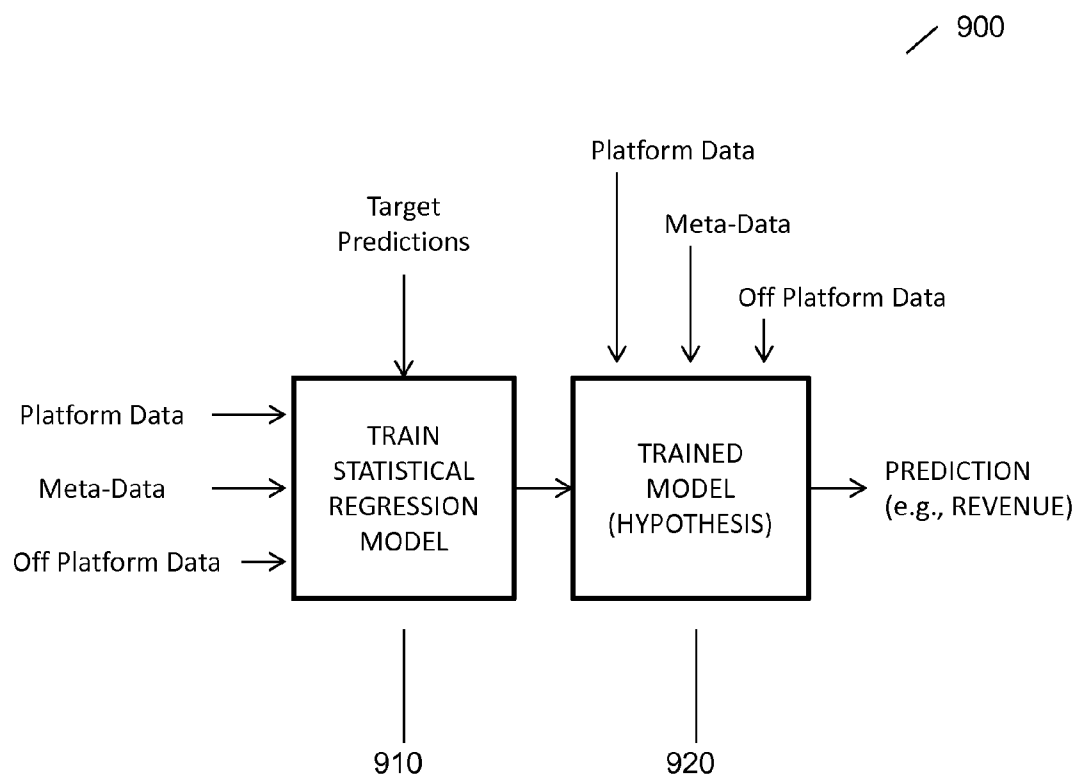 900
Platform Data
Target
Predictions
Meta-Data
Off Platform Data
Platform Data
Meta-Data
Off Platform Data
TRAIN
STATISTICAL
REGRESSION
MODEL
TRAINED
MODEL
(HYPOTHESIS)
PREDICTION
(e.g., REVENUE)
910
920